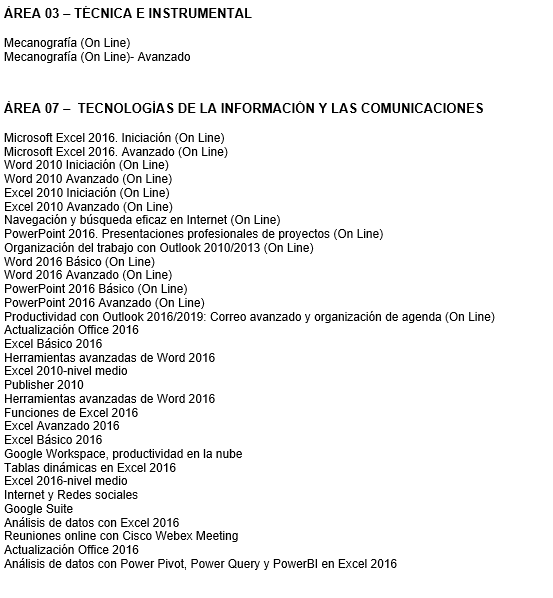 ÁREA 03 – TÉCNICA E INSTRUMENTAL
Mecanografía (On Line)
Mecanografía (On Line)- Avanzado
ÁREA 07 – TECNOLOGÍAS DE LA INFORMACIÓN Y LAS COMUNICACIONES
Microsoft Excel 2016. Iniciación (On Line)
Microsoft Excel 2016. Avanzado (On Line)
Word 2010 Iniciación (On Line)
Word 2010 Avanzado (On Line)
Excel 2010 Iniciación (On Line)
Excel 2010 Avanzado (On Line)
Navegación y búsqueda eficaz en Internet (On Line)
PowerPoint 2016. Presentaciones profesionales de proyectos (On Line)
Organización del trabajo con Outlook 2010/2013 (On Line)
Word 2016 Básico (On Line)
Word 2016 Avanzado (On Line)
PowerPoint 2016 Básico (On Line)
PowerPoint 2016 Avanzado (On Line)
Productividad con Outlook 2016/2019: Correo avanzado y organización de agenda (On Line)
Actualización Office 2016
Excel Básico 2016
Herramientas avanzadas de Word 2016
Excel 2010-nivel medio
Publisher 2010
Herramientas avanzadas de Word 2016
Funciones de Excel 2016
Excel Avanzado 2016
Excel Básico 2016
Google Workspace, productividad en la nube
Tablas dinámicas en Excel 2016
Excel 2016-nivel medio
Internet y Redes sociales
Google Suite
Análisis de datos con Excel 2016
Reuniones online con Cisco Webex Meeting
Actualización Office 2016
Análisis de datos con Power Pivot, Power Query y PowerBI en Excel 2016